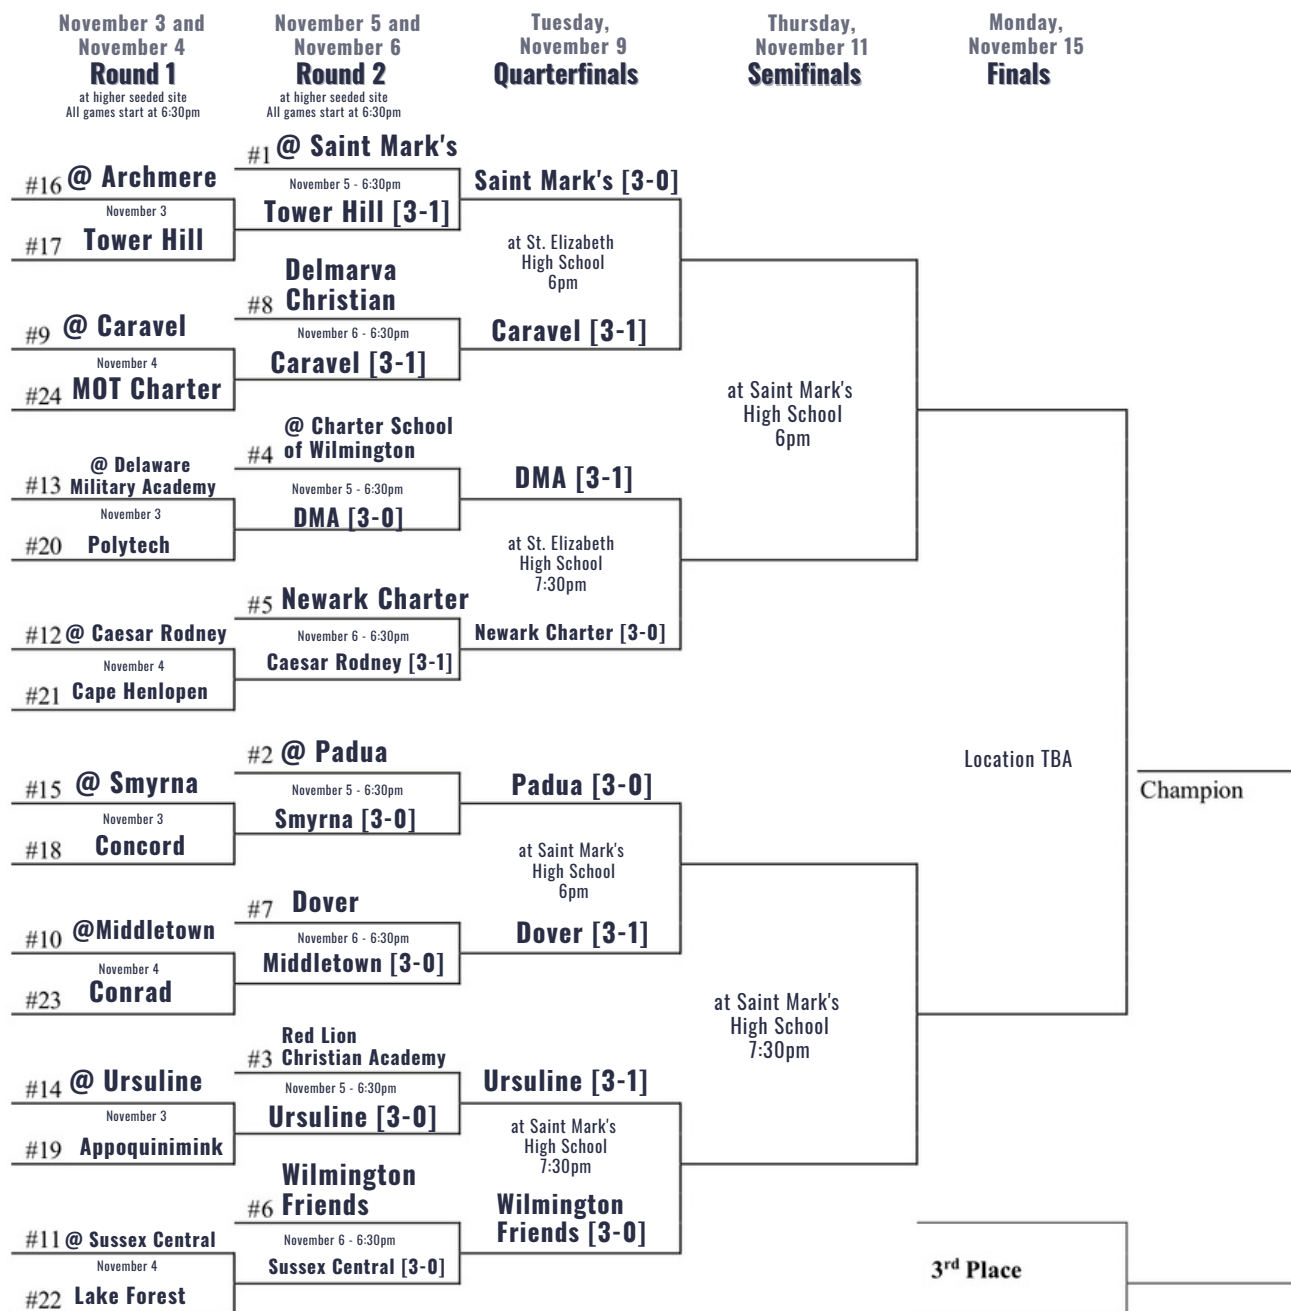 November 3 and
November 4
Round 1
at higher seeded site
All games start at 6:30pm
November 5 and
November 6
Round 2
at higher seeded site
All games start at 6:30pm
Tuesday,
November 9
Quarterfinals
Thursday,
November 11
Semifinals
Monday,
November 15
Finals
#16 @ Archmere
November 3
#17 Tower Hill
#9 @ Caravel
November 4
#24 MOT Charter
#13 @ Delaware
Military Academy
November 3
#20 Polytech
#12 @ Caesar Rodney
November 4
#21 Cape Henlopen
#15 @ Smyrna
November 3
#18 Concord
#10 @Middletown
November 4
#23 Conrad
#14 @ Ursuline
November 3
#19 Appoquinimink
#11 @ Sussex Central
November 4
#22 Lake Forest
#1 @ Saint Mark's
November 5 - 6:30pm
Tower Hill [3-1]
#8 Delmarva
Christian
November 6 - 6:30pm
Caravel [3-1]
#4 @ Charter School
of Wilmington
November 5 - 6:30pm
DMA [3-0]
#5 Newark Charter
November 6 - 6:30pm
Caesar Rodney [3-1]
#2 @ Padua
November 5 - 6:30pm
Smyrna [3-0]
#7 Dover
November 6 - 6:30pm
Middletown [3-0]
#3 Red Lion
Christian Academy
November 5 - 6:30pm
Ursuline [3-0]
#6 Wilmington
Friends
November 6 - 6:30pm
Sussex Central [3-0]
Saint Mark's [3-0]
at St. Elizabeth
High School
6pm
Caravel [3-1]
DMA [3-1]
at St. Elizabeth
High School
7:30pm
Newark Charter [3-0]
Padua [3-0]
at Saint Mark's
High School
6pm
Dover [3-1]
Ursuline [3-1]
at Saint Mark's
High School
7:30pm
Wilmington
Friends [3-0]
at Saint Mark's
High School
6pm
at Saint Mark's
High School
7:30pm
Location TBA
Champion
3rd Place